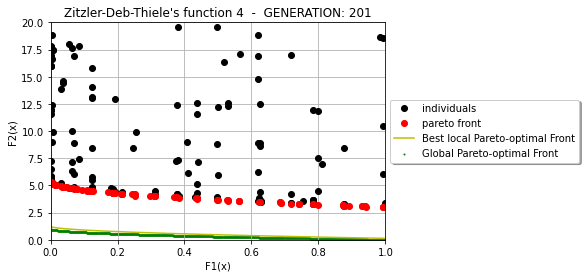 Zitzler-Deb-Thiele's function 4 - GENERATION: 201
20.0
17.5
15.0
12.5
10.0
7.5
5.0
2.5
0.0
F2(x)
0.0 0.2 0.4 0.6 0.8 1.0
F1(x)
individuals
pareto front
Best local Pareto-optimal Front
Global Pareto-optimal Front